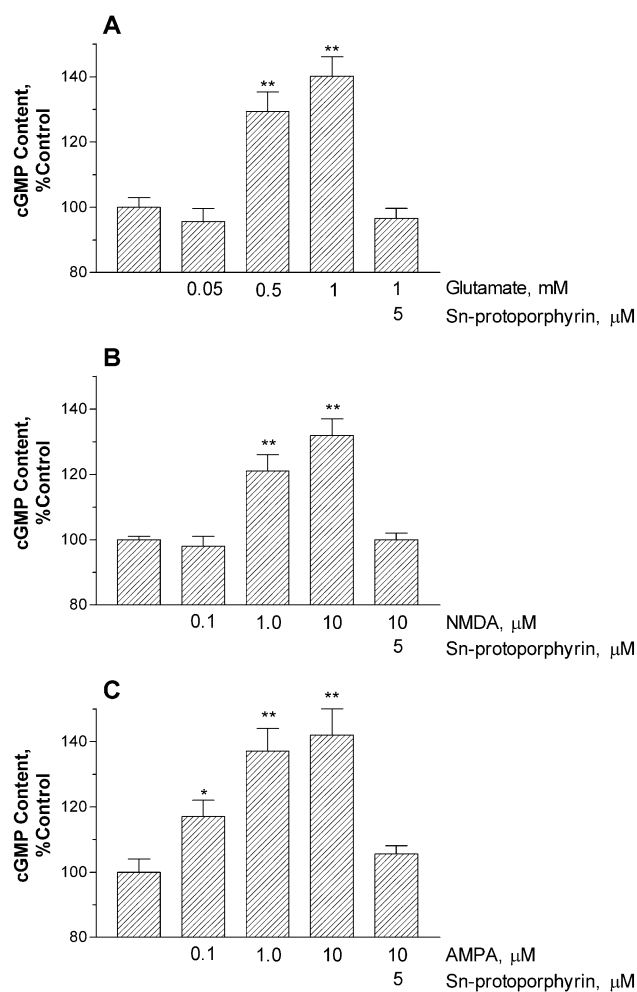 A
cGMP Content,
%Control
140
120
100
80
**
**
0.05 0.5 1 1 Glutamate, mM
5 Sn-protoporphyrin, μM
B
cGMP Content,
%Control
140
120
100
80
**
**
0.1 1.0 10 10 NMDA, μM
5 Sn-protoporphyrin, μM
C
cGMP Content,
%Control
140
120
100
80
*
**
**
0.1 1.0 10 10 AMPA, μM
5 Sn-protoporphyrin, μM